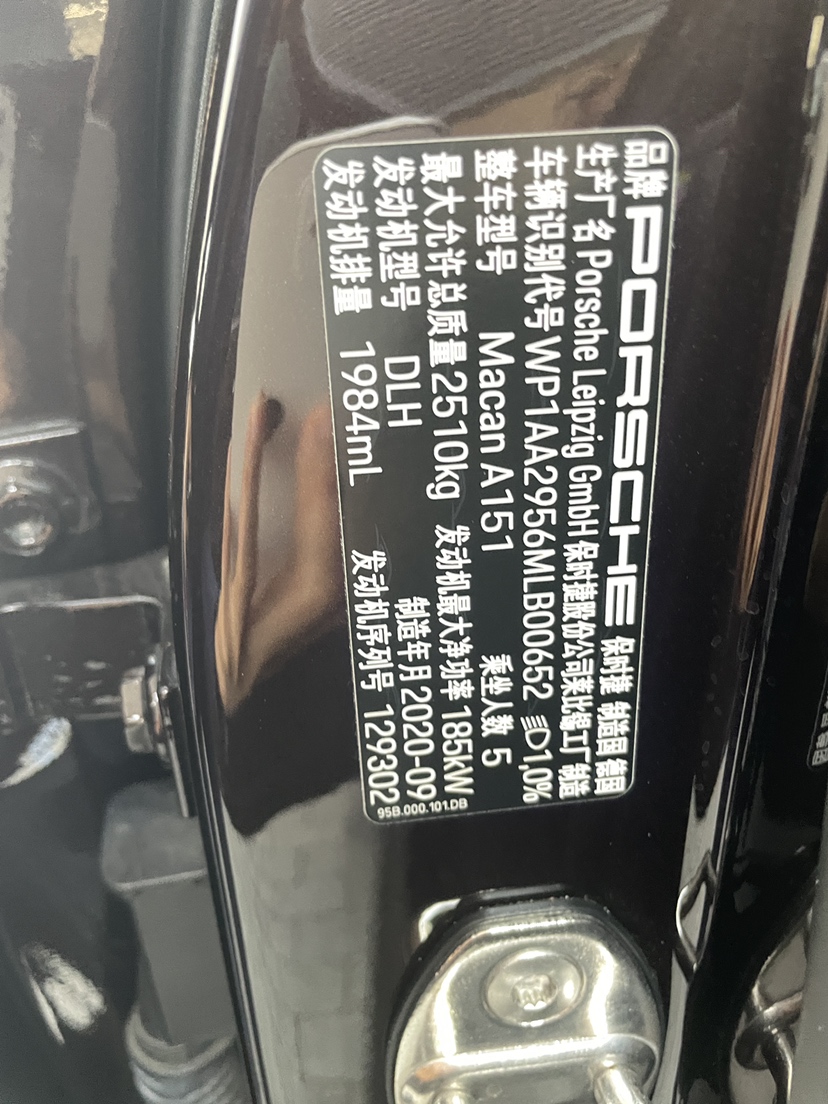 品牌 PORSCHE 保时捷 制造国 德国
生产厂名 Porsche Leipzig GmbH 保时捷股份公司莱比锡工厂 制造
车辆识别代号 WP1AA2956MLB00652 1,0%
整车型号 Macan A151 乘坐人数 5
最大允许总质量 2510kg 发动机最大净功率 185kW
发动机型号 DLH 制造年月 2020-09
发动机排量 1984mL 发动机序列号 129302
95B.000.101.DB